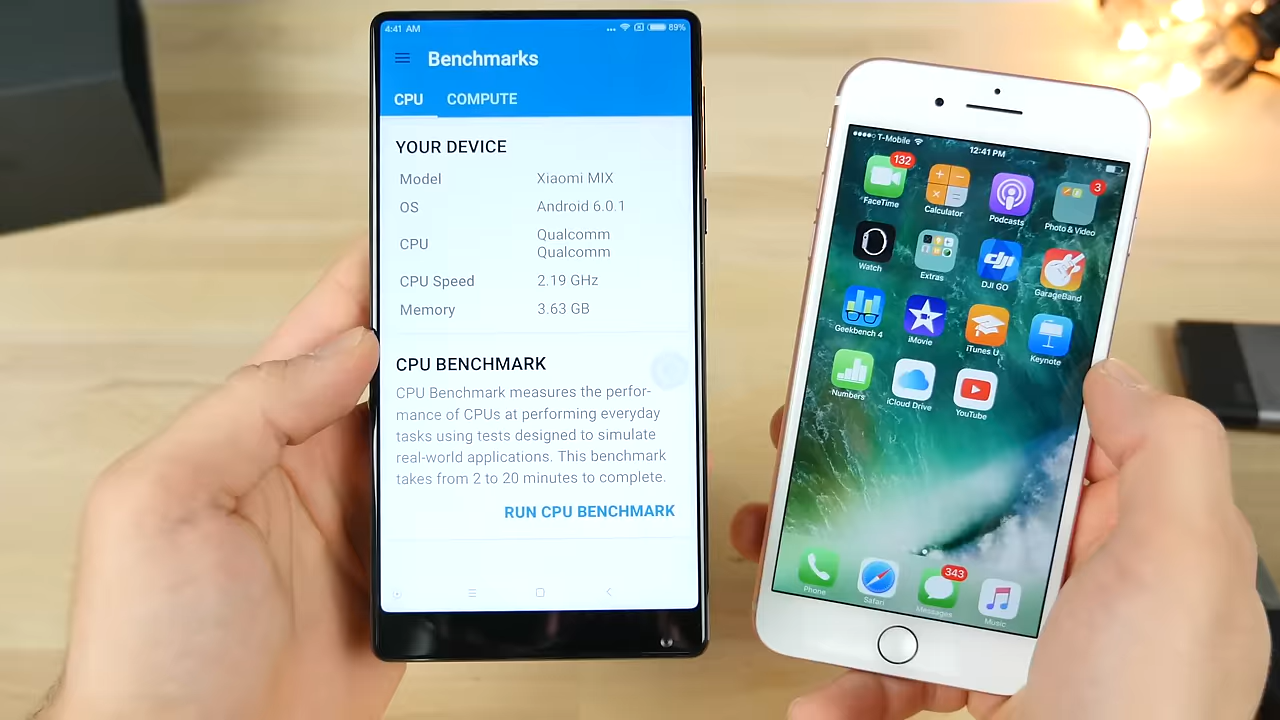 4:41 AM
89%
Benchmarks
CPU COMPUTE
YOUR DEVICE
Model Xiaomi MIX
OS Android 6.0.1
CPU Qualcomm
Qualcomm
CPU Speed 2.19 GHz
Memory 3.63 GB
CPU BENCHMARK
CPU Benchmark measures the perfor-
mance of CPUs at performing everyday
tasks using tests designed to simulate
real-world applications. This benchmark
takes from 2 to 20 minutes to complete.
RUN CPU BENCHMARK
T-Mobile 12:41 PM
132 3
FaceTime Calculator Podcasts Photo & Video
dji
Watch Extras DJI GO GarageBand
Geekbench 4 iMovie iTunes U Keynote
Numbers iCloud Drive YouTube
343
Phone Safari Messages Music